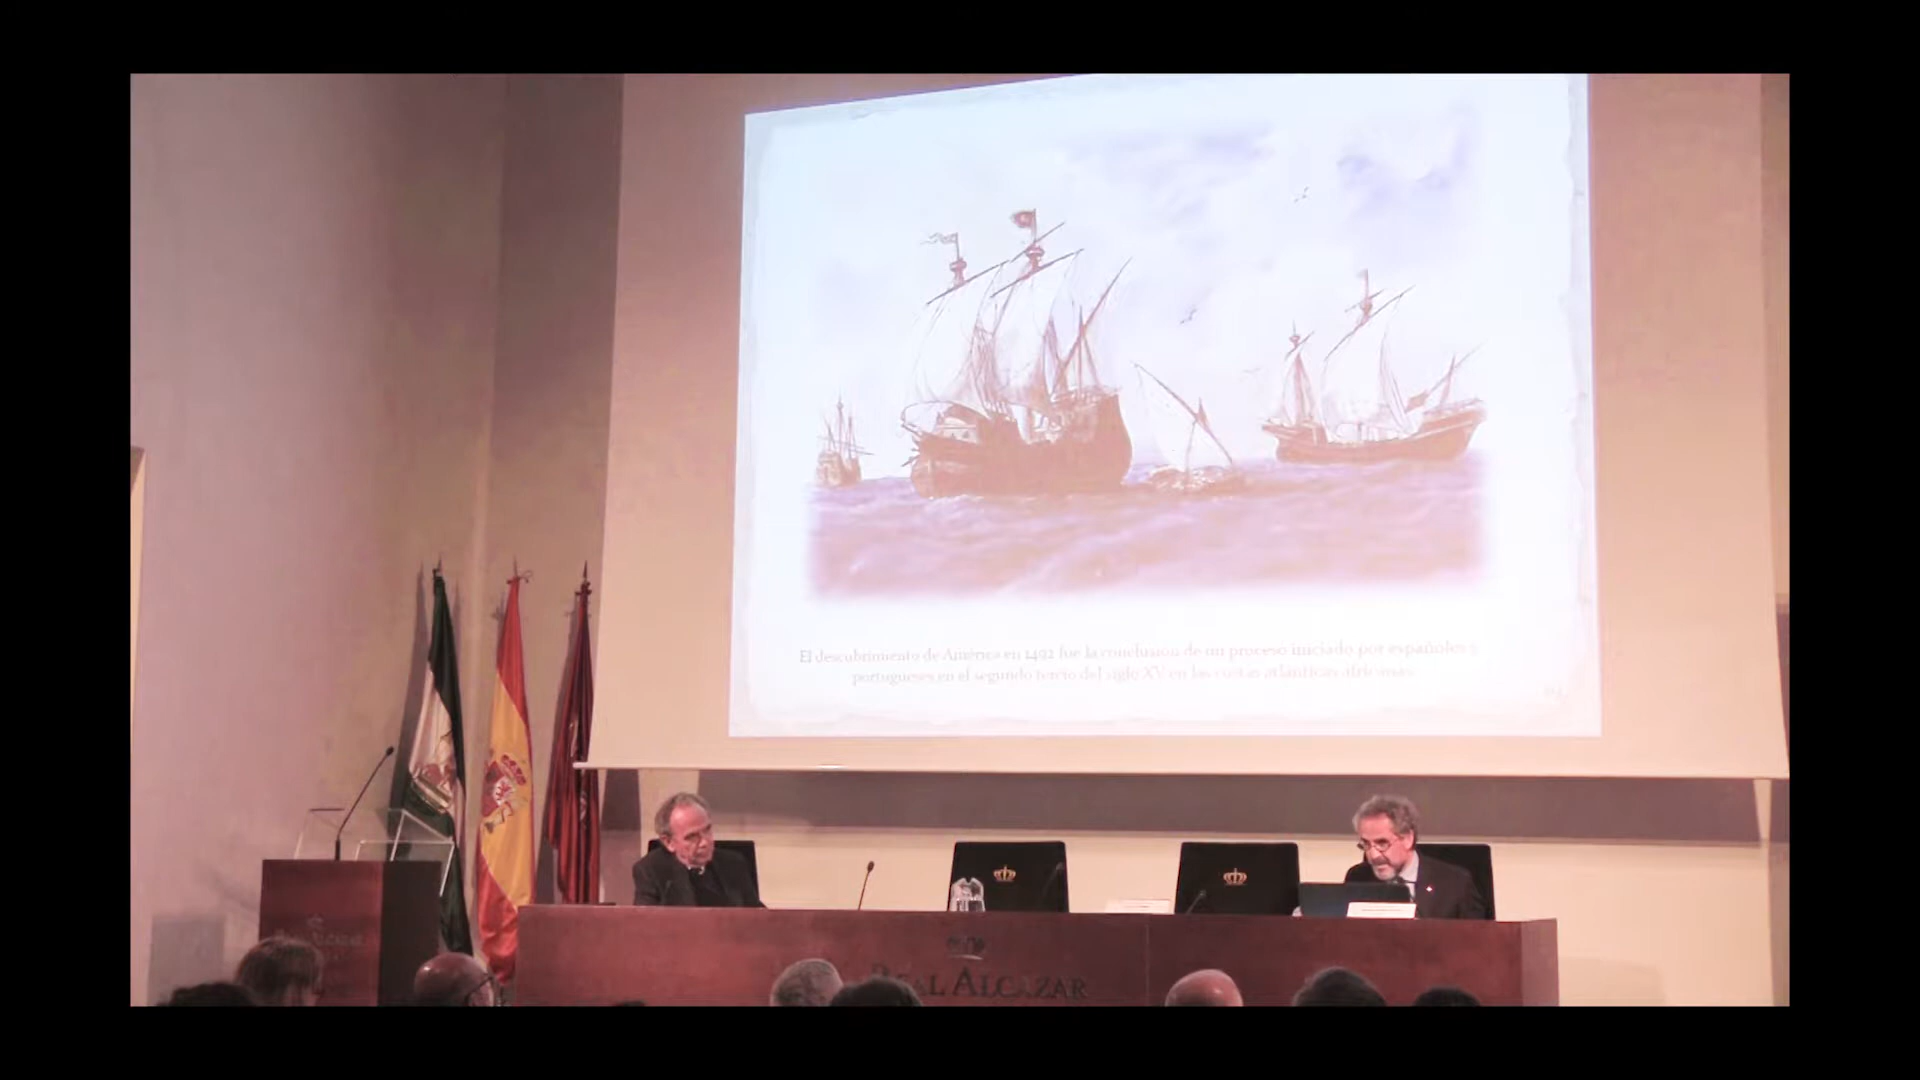 El descubrimiento de América en 1492 fue la conclusión de un proceso iniciado por españoles y
portugueses en el segundo tercio del siglo XV en las costas atlánticas africanas.
REAL ALCAZAR